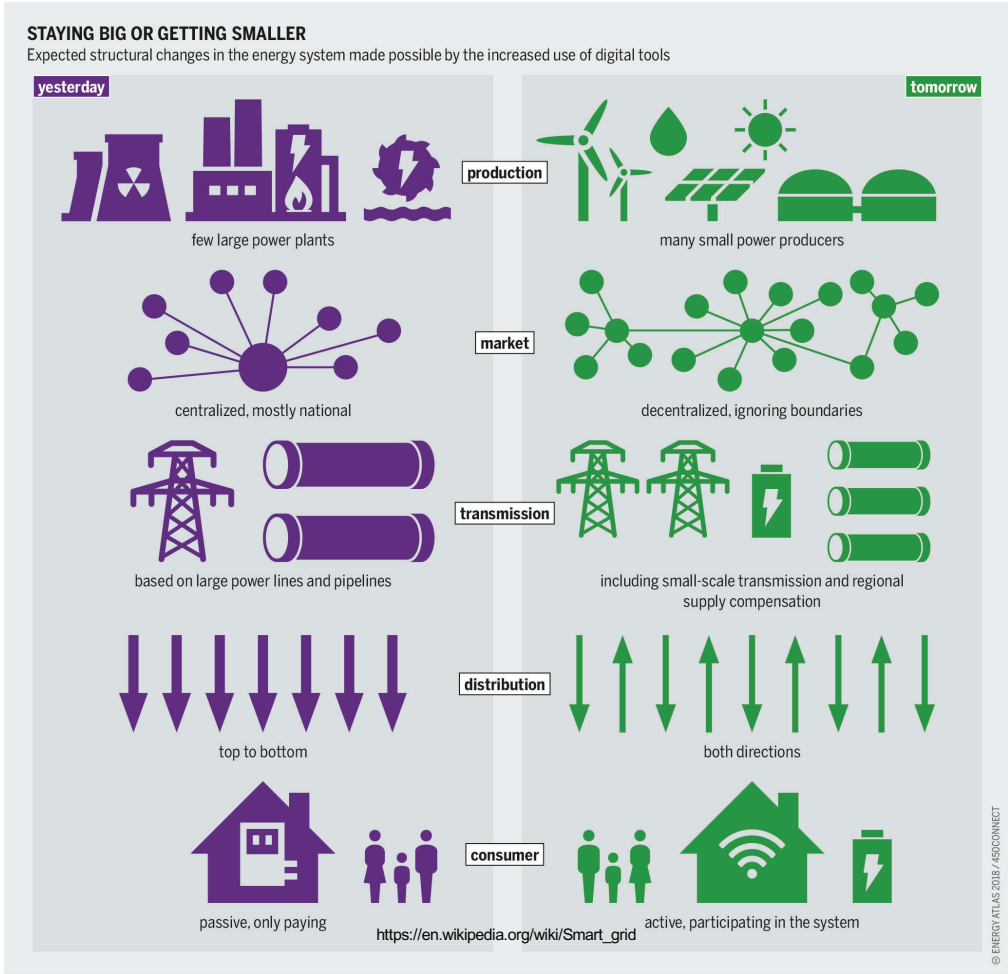 STAYING BIG OR GETTING SMALLER
Expected structural changes in the energy system made possible by the increased use of digital tools
yesterday
tomorrow
production
few large power plants
many small power producers
market
centralized, mostly national
decentralized, ignoring boundaries
transmission
based on large power lines and pipelines
including small-scale transmission and regional
supply compensation
distribution
top to bottom
both directions
consumer
passive, only paying
active, participating in the system
https://en.wikipedia.org/wiki/Smart_grid
© ENERGY ATLAS 2018 / 450CONNECT